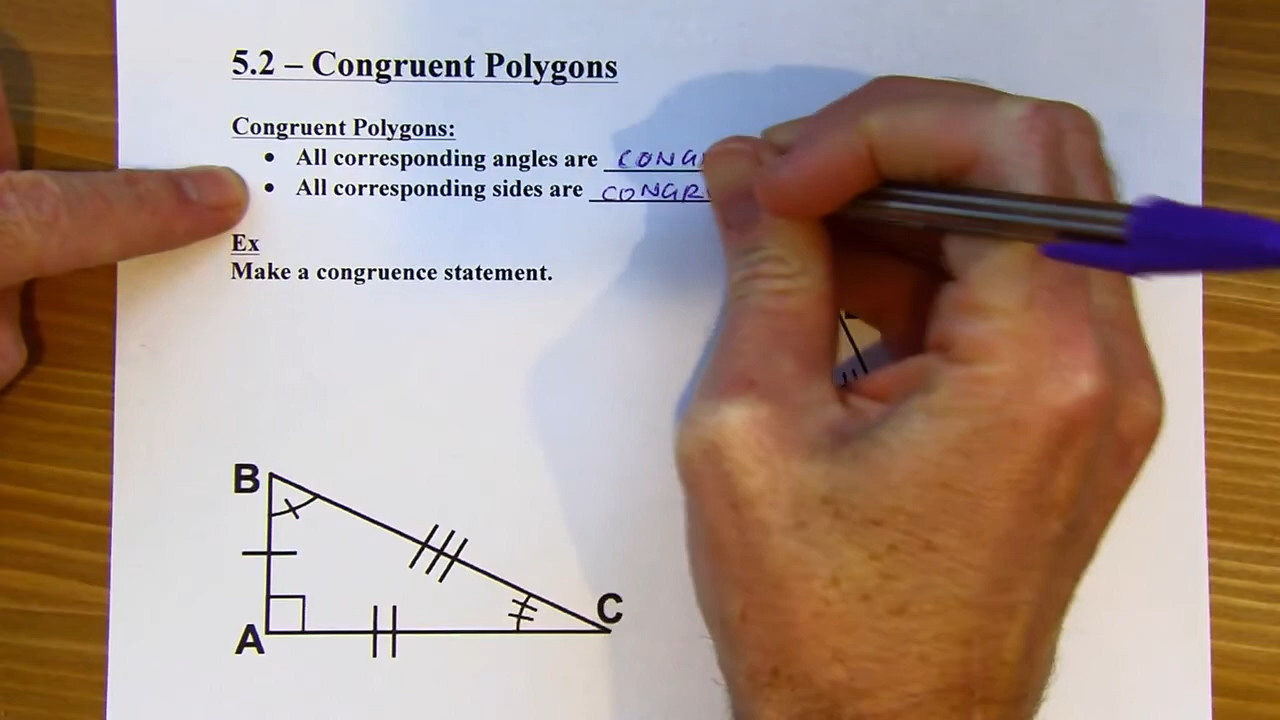 5.2 – Congruent Polygons
Congruent Polygons:
All corresponding angles are
All corresponding sides are
Ex
Make a congruence statement.
B
A
C